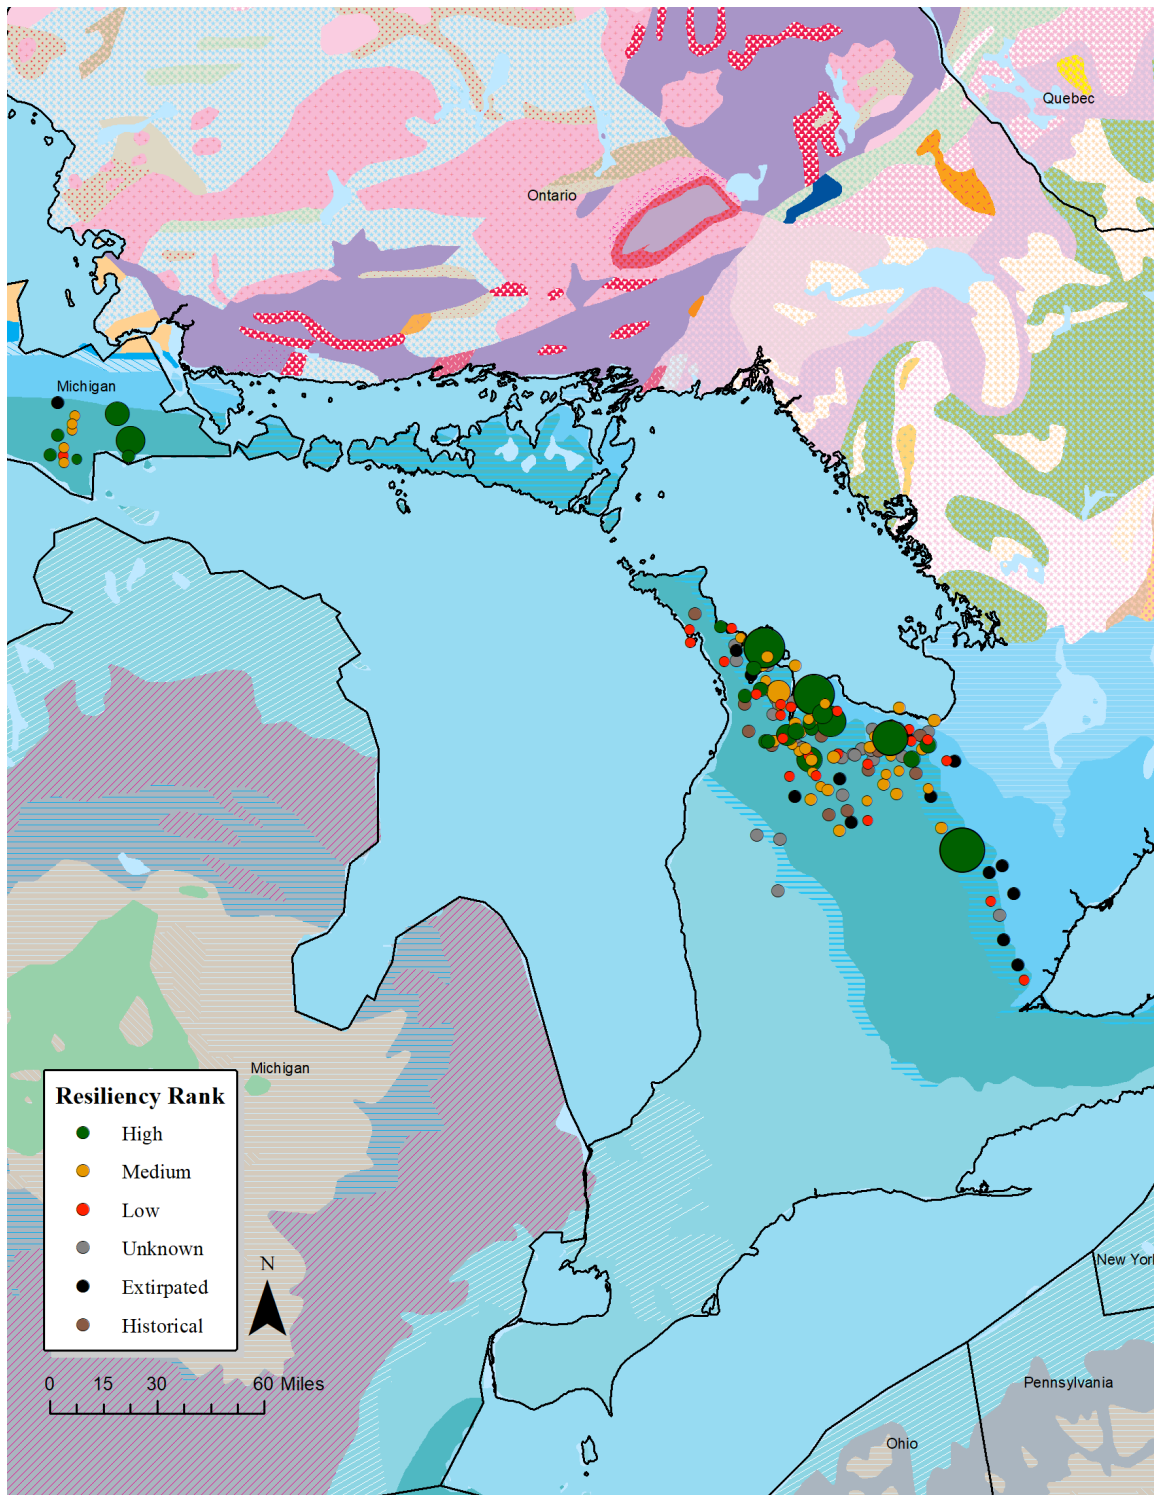 Quebec
Ontario
Michigan
Michigan
Resiliency Rank
High
Medium
Low
Unknown
Extirpated
Historical
N
0 15 30 60 Miles
New York
Pennsylvania
Ohio